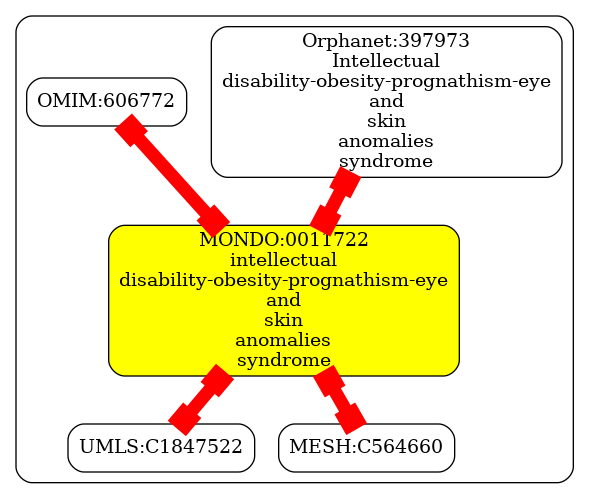 OMIM:606772
Orphanet:397973
Intellectual
disability-obesity-prognathism-eye
and
skin
anomalies
syndrome
MONDO:0011722
intellectual
disability-obesity-prognathism-eye
and
skin
anomalies
syndrome
UMLS:C1847522
MESH:C564660